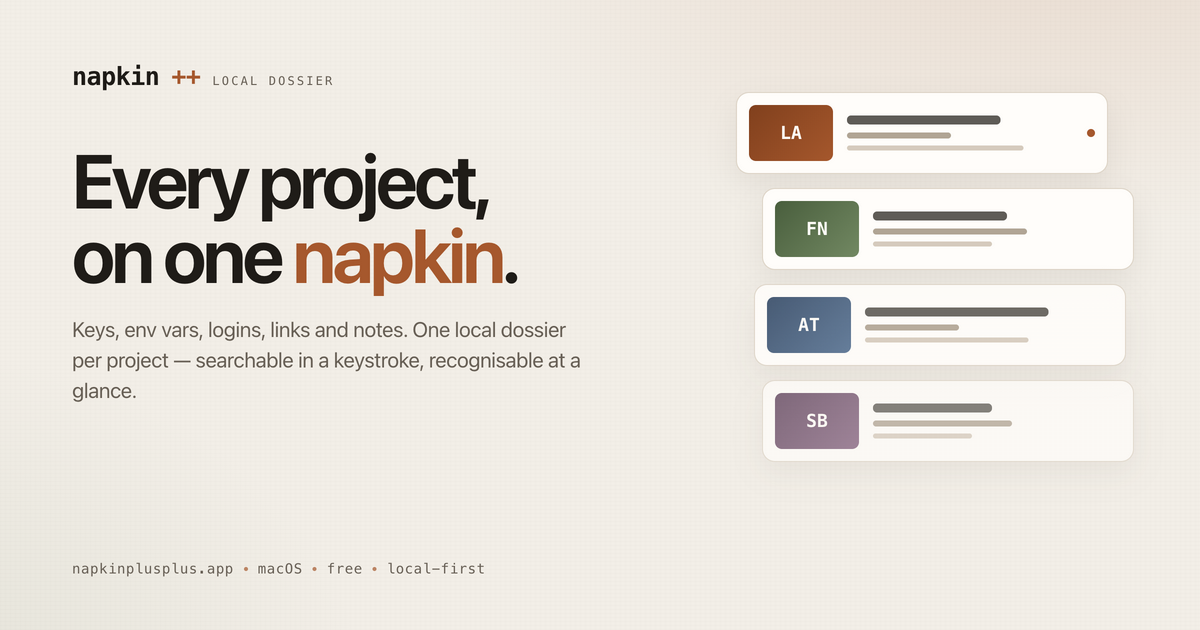 napkin ++ LOCAL DOSSIER
Every project,
on one napkin.
Keys, env vars, logins, links and notes. One local dossier
per project — searchable in a keystroke, recognisable at a
glance.
LA
FN
AT
SB
napkinplusplus.app • macOS • free • local-first